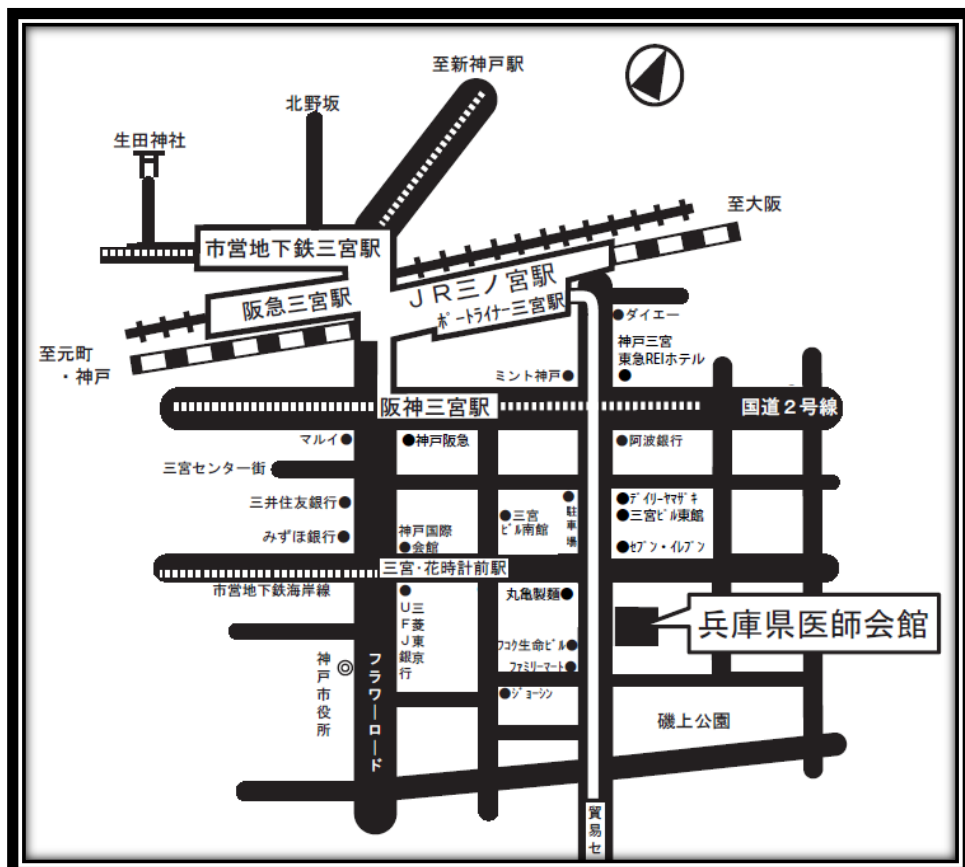 至新神戸駅
北野坂
生田神社
至大阪
市営地下鉄三宮駅
JR三ノ宮駅
阪急三宮駅
ポートライナー三宮駅
ダイエー
神戸三宮
東急REIホテル
至元町
・神戸
ミント神戸
阪神三宮駅
国道2号線
マルイ
神戸阪急
阿波銀行
三宮センター街
三井住友銀行
駐車場
デイリーヤマザキ
三宮ビル東館
三宮
ビル南館
みずほ銀行
神戸国際
会館
セブン・イレブン
三宮・花時計前駅
市営地下鉄海岸線
丸亀製麺
三菱東京
UFJ銀行
兵庫県医師会館
フコク生命ビル
ファミリーマート
神戸市役所
フラワーロード
ジョーシン
磯上公園
貿易セ